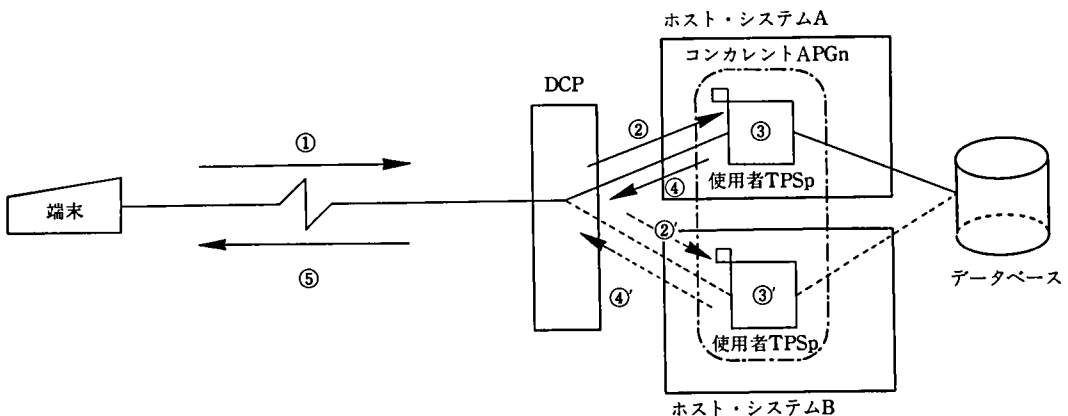 ホスト・システムA
コンカレントAPGn
DCP
②
③
①
④
使用者TPSp
端末
②′
⑤
④′
③′
データベース
使用者TPSp
ホスト・システムB